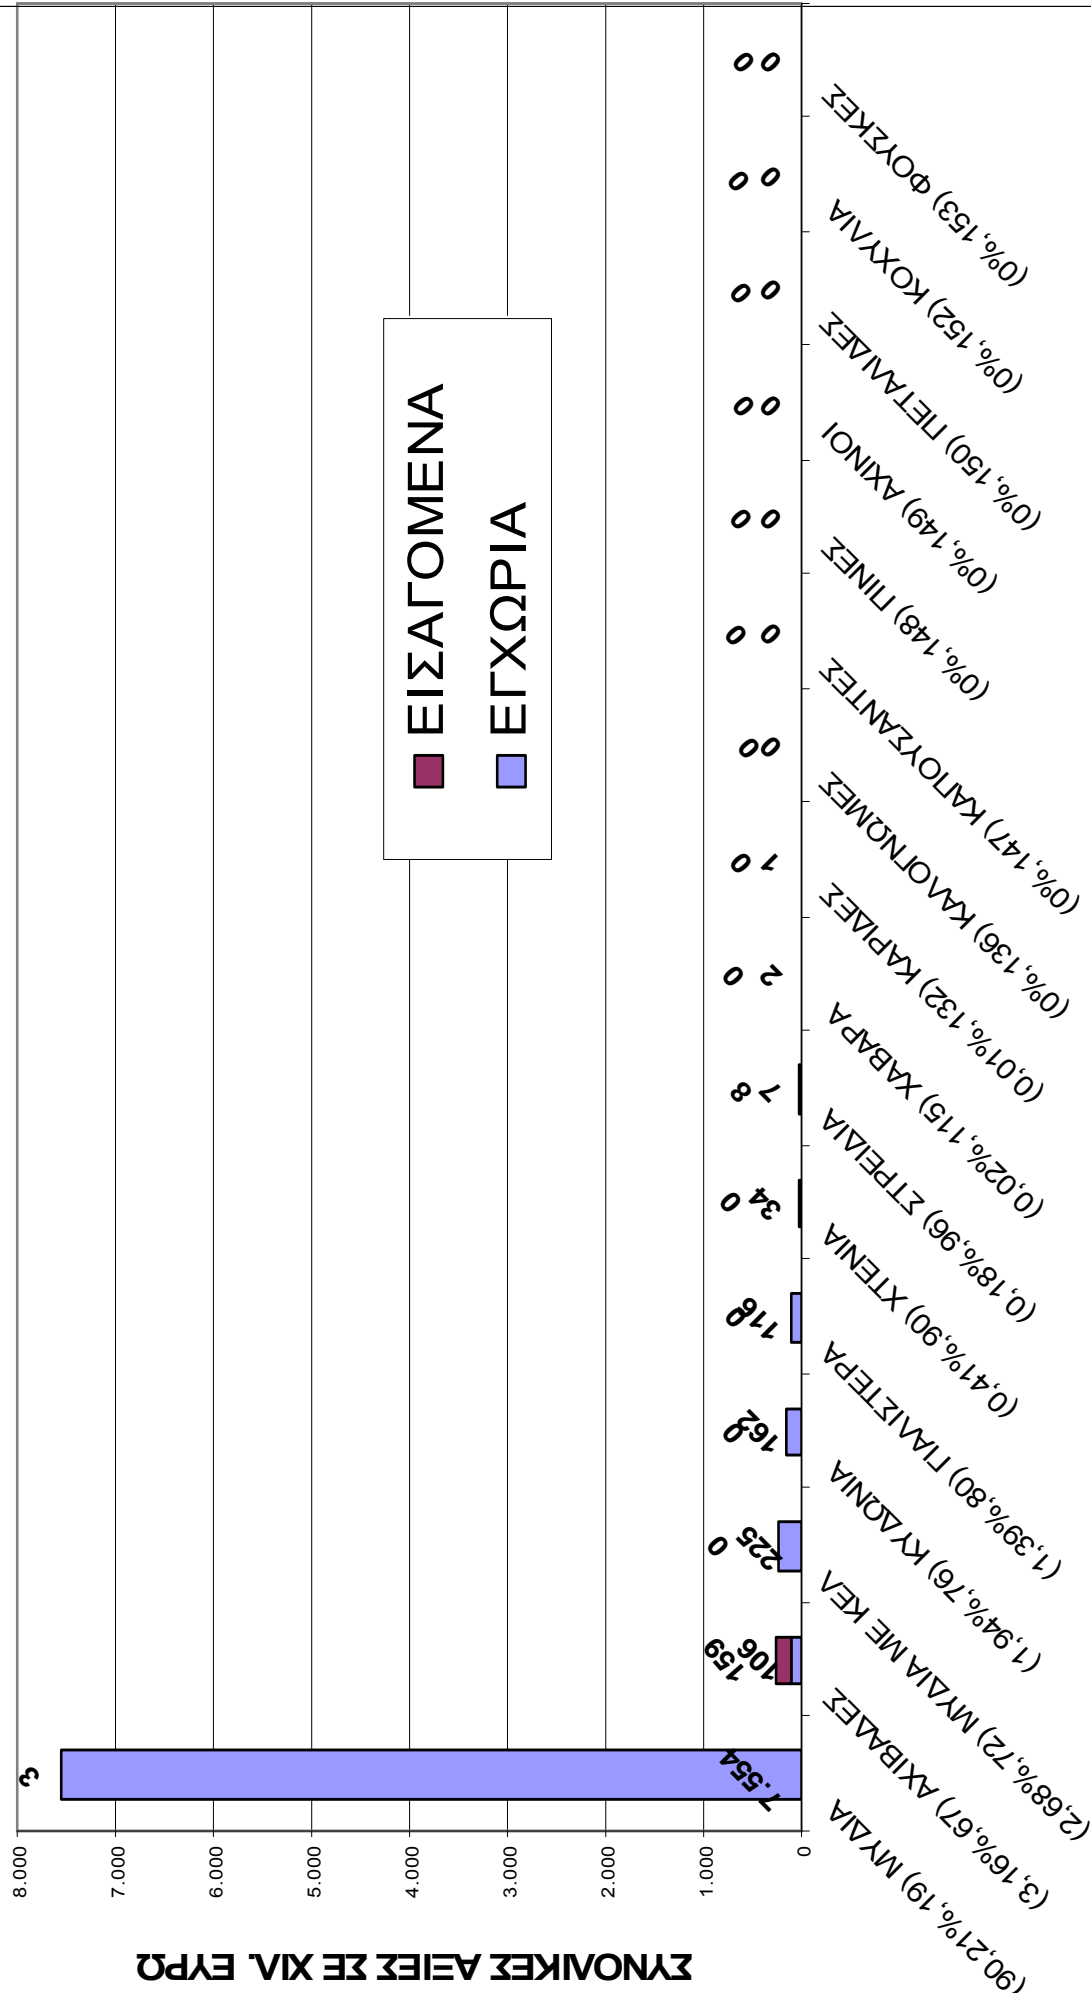 ΣΥΝΟΛΙΚΕΣ ΑΞΙΕΣ ΣΕ ΧΙΛ. ΕΥΡΩ
8.000
7.000
6.000
5.000
4.000
3.000
2.000
1.000
0
ΕΙΣΑΓΟΜΕΝΑ
ΕΓΧΩΡΙΑ
3
7.554
159
106
0
225
0
162
0
116
0
34
8
7
0
2
0
1
0
0
0
0
0
0
0
0
0
0
0
0
0
0
(90,21%,19) ΜΥΔΙΑ
(3,16%,67) ΑΧΙΒΑΔΕΣ
(2,68%,72) ΜΥΔΙΑ ΜΕ ΚΕΛ
(1,94%,76) ΚΥΔΩΝΙΑ
(1,39%,80) ΓΙΑΛΙΣΤΕΡΑ
(0,41%,90) ΧΤΕΝΙΑ
(0,18%,96) ΣΤΡΕΙΔΙΑ
(0,02%,115) ΧΑΒΑΡΑ
(0,01%,132) ΚΑΡΙΔΕΣ
(0%,136) ΚΑΛΟΓΝΩΜΕΣ
(0%,147) ΚΑΠΟΥΣΑΝΤΕΣ
(0%,148) ΠΙΝΕΣ
(0%,149) ΑΧΙΝΟΙ
(0%,150) ΠΕΤΑΛΙΔΕΣ
(0%,152) ΚΟΧΥΛΙΑ
(0%,153) ΦΟΥΣΚΕΣ